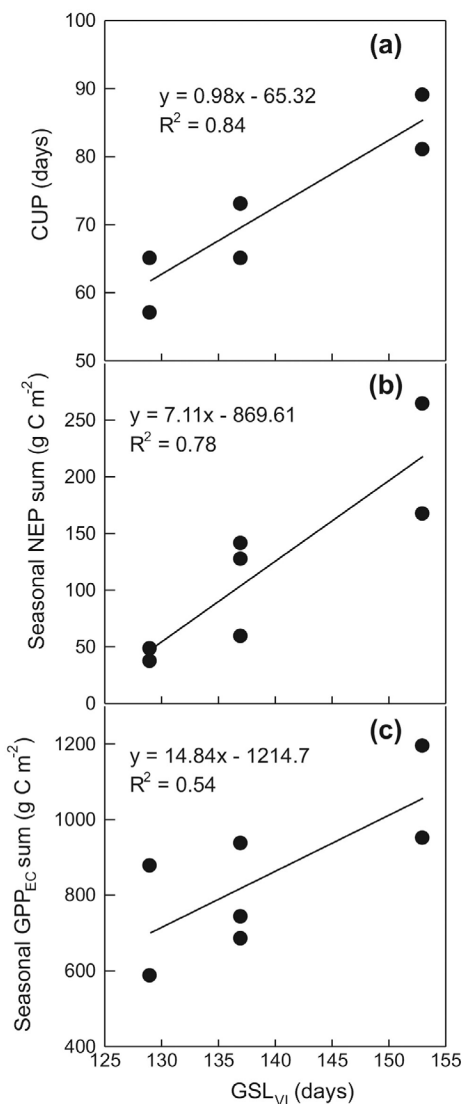 100
(a)
90
y = 0.98x - 65.32
R² = 0.84
80
CUP (days)
70
60
50
(b)
250
y = 7.11x - 869.61
R² = 0.78
200
Seasonal NEP sum (g C m⁻²)
150
100
50
0
(c)
1200
y = 14.84x - 1214.7
R² = 0.54
1000
Seasonal GPP_EC sum (g C m⁻²)
800
600
400
125 130 135 140 145 150 155
GSL_VI (days)